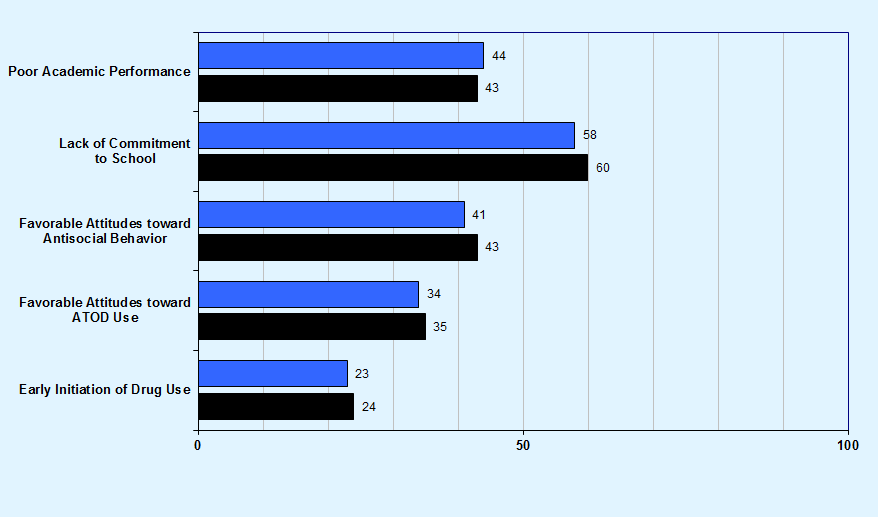 Poor Academic Performance
44
43
Lack of Commitment
to School
58
60
Favorable Attitudes toward
Antisocial Behavior
41
43
Favorable Attitudes toward
ATOD Use
34
35
Early Initiation of Drug Use
23
24
0 50 100